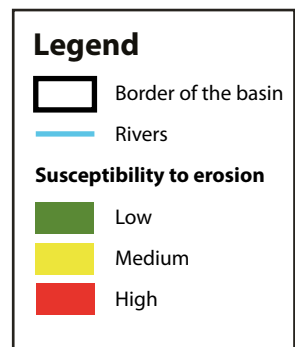 Legend
Border of the basin
Rivers
Susceptibility to erosion
Low
Medium
High